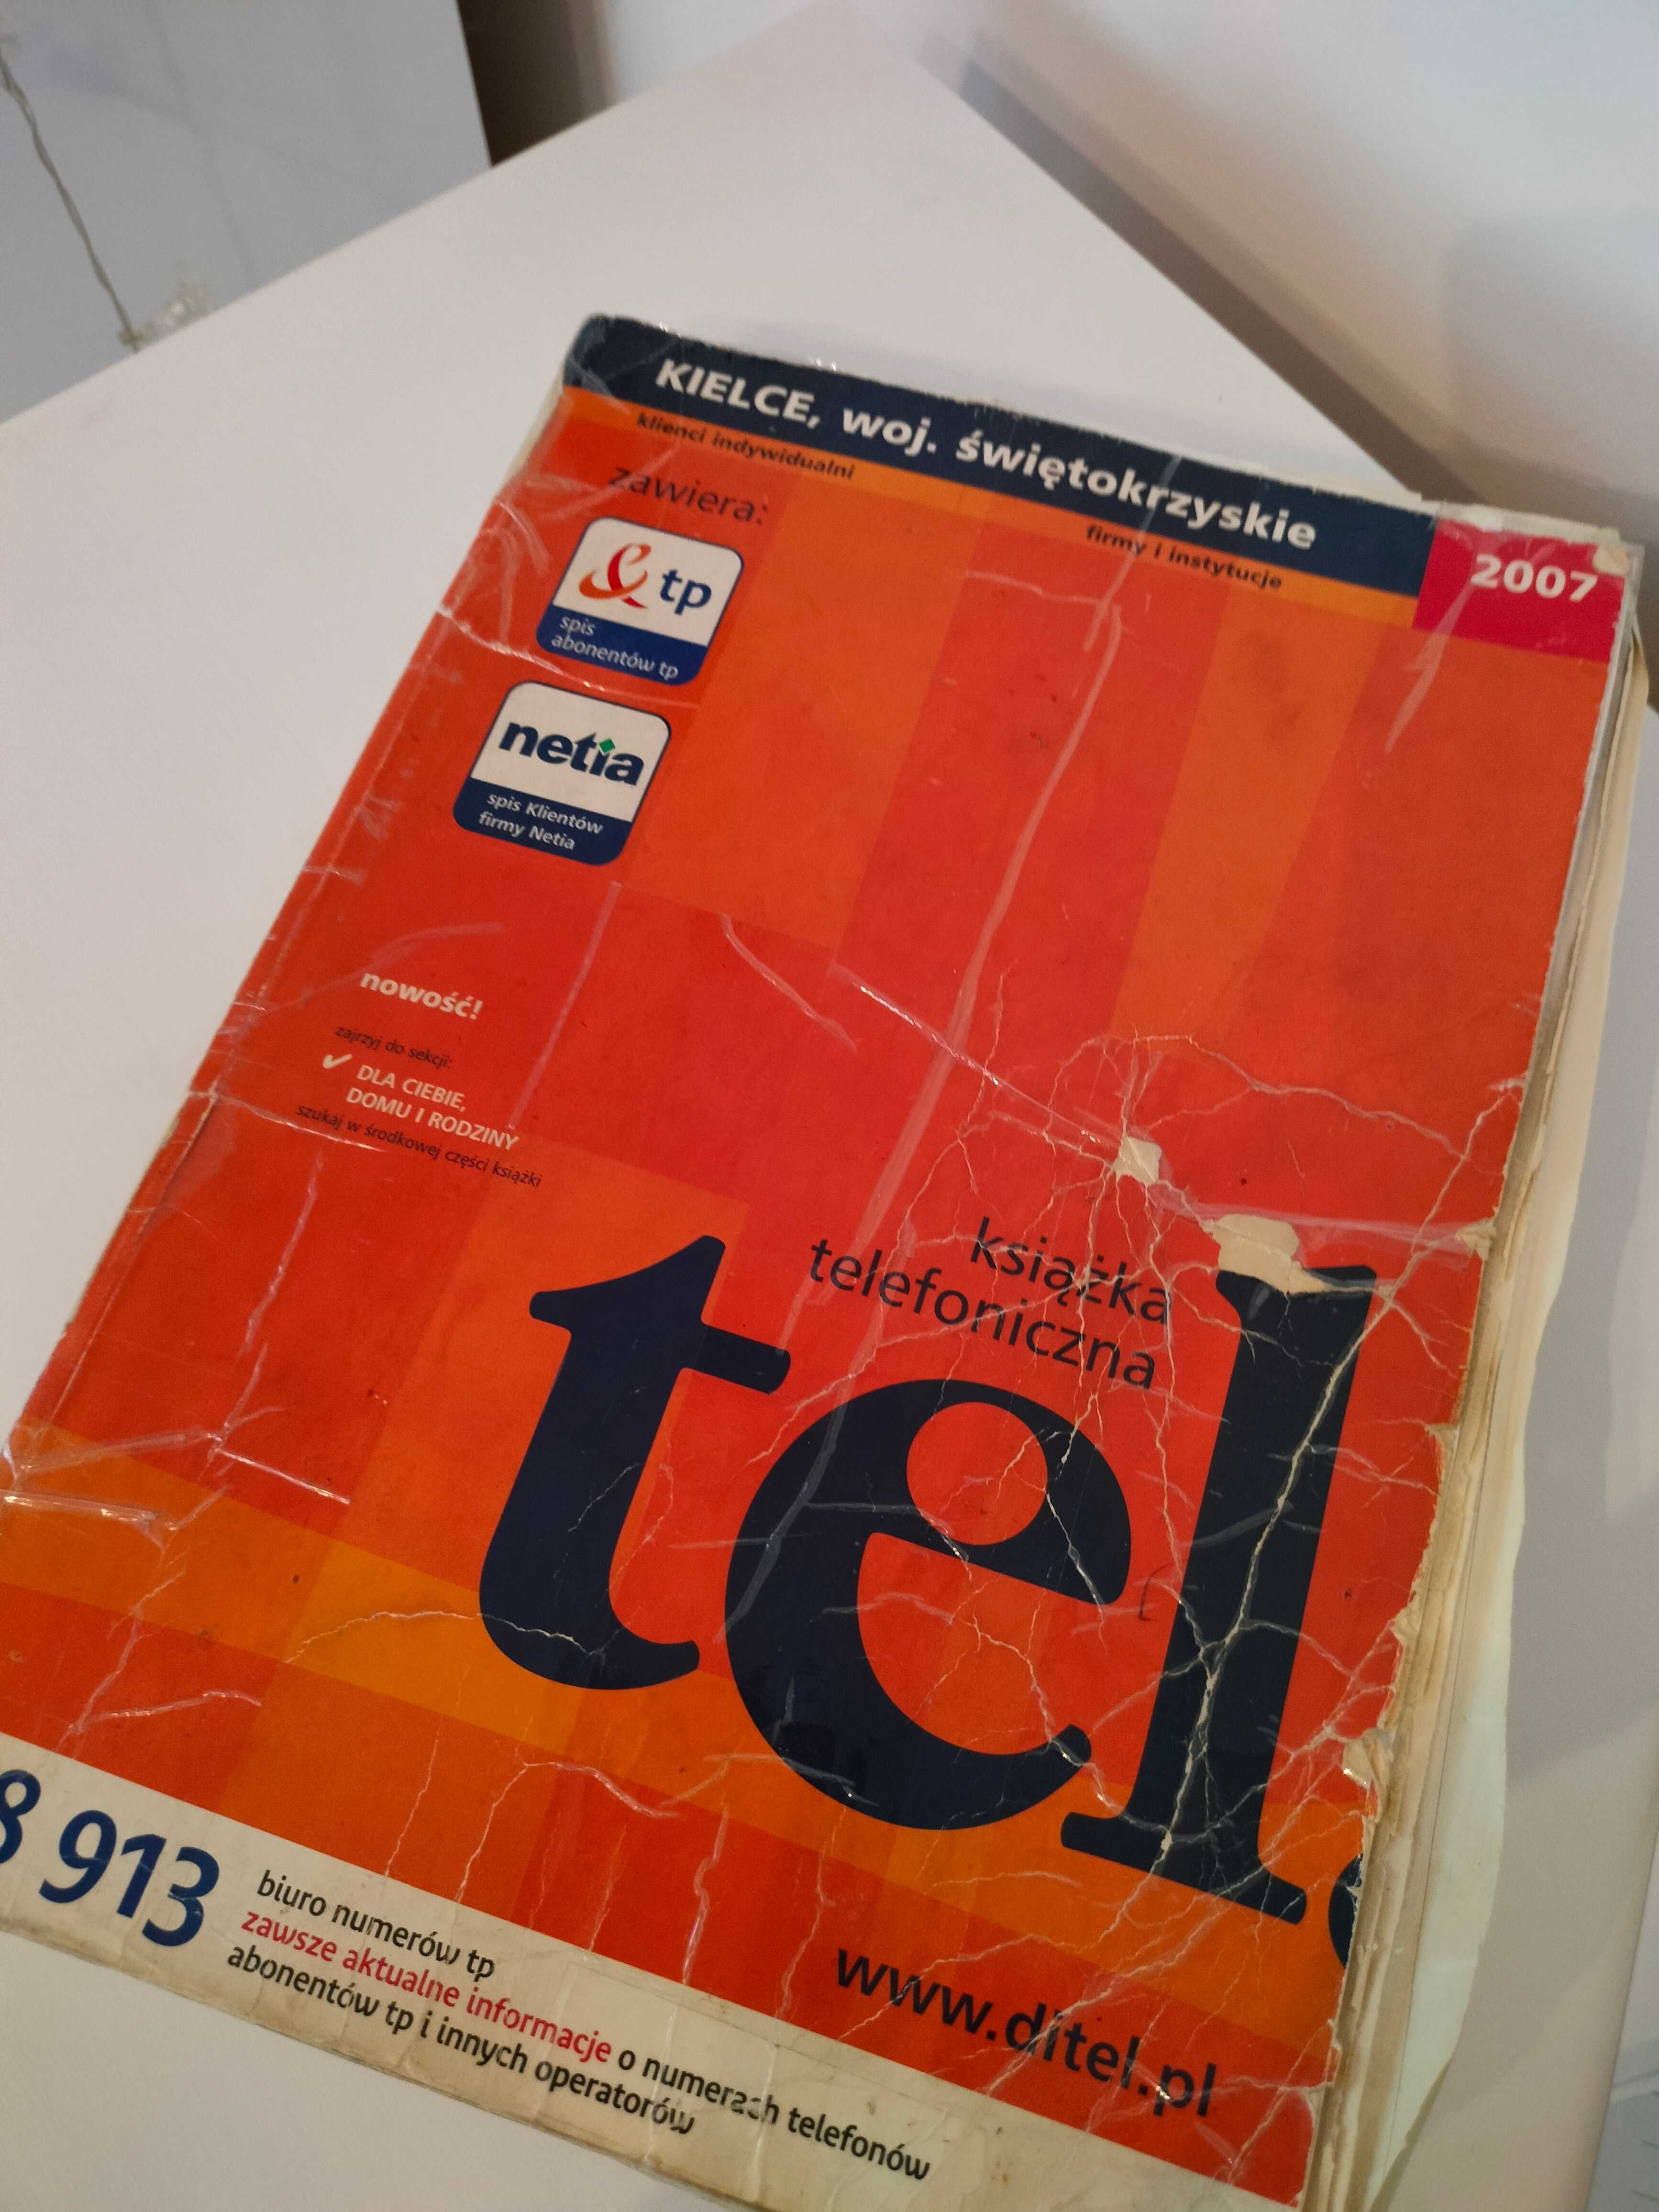 KIELCE, woj. świętokrzyskie
2007
klienci indywidualni
firmy i instytucje
zawiera:
tp
spis
abonentów tp
netia
spis Klientów
firmy Netia
nowość!
zajrzyj do sekcji:
✔ DLA CIEBIE,
DOMU I RODZINY
szukaj w środkowej części książki
książka
telefoniczna
tel.
www.ditel.pl
8 913
biuro numerów tp
zawsze aktualne informacje o numerach telefonów
abonentów tp i innych operatorów